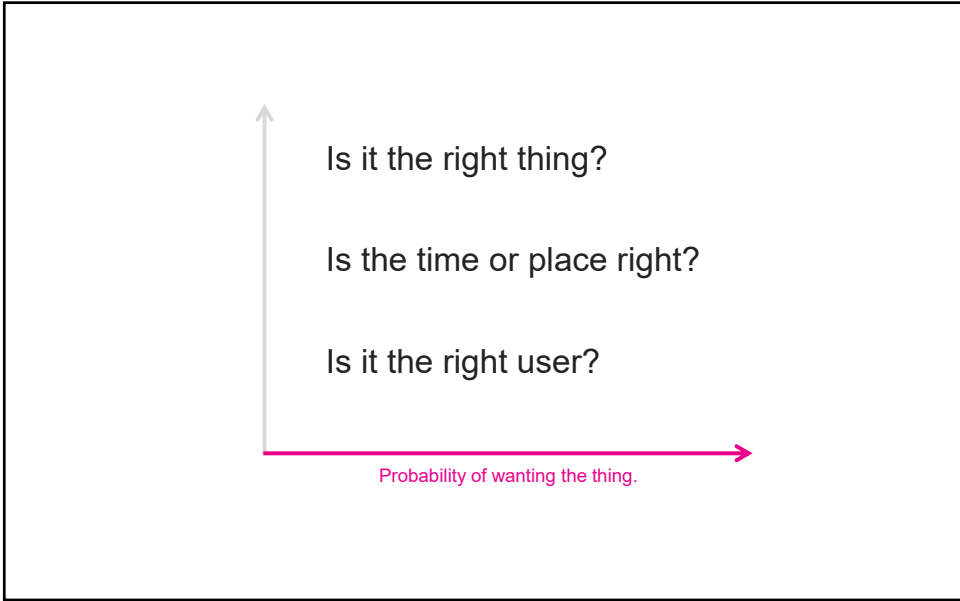 Is it the right thing?
Is the time or place right?
Is it the right user?
Probability of wanting the thing.